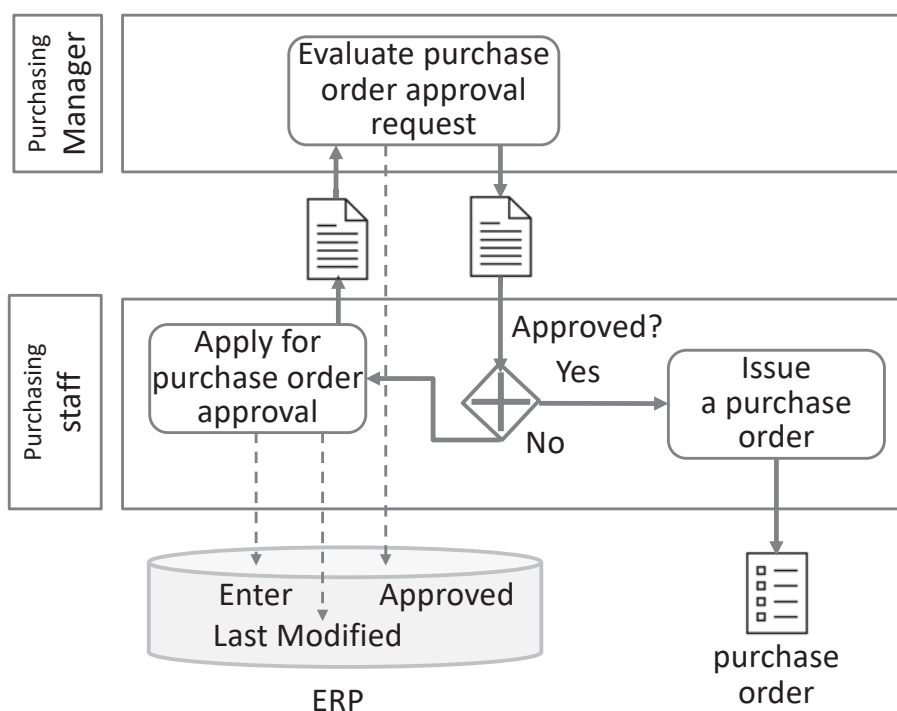 Purchasing
Manager
Evaluate purchase
order approval
request
Purchasing
staff
Apply for
purchase order
approval
Approved?
Yes
No
Issue
a purchase
order
Enter
Approved
Last Modified
ERP
purchase
order